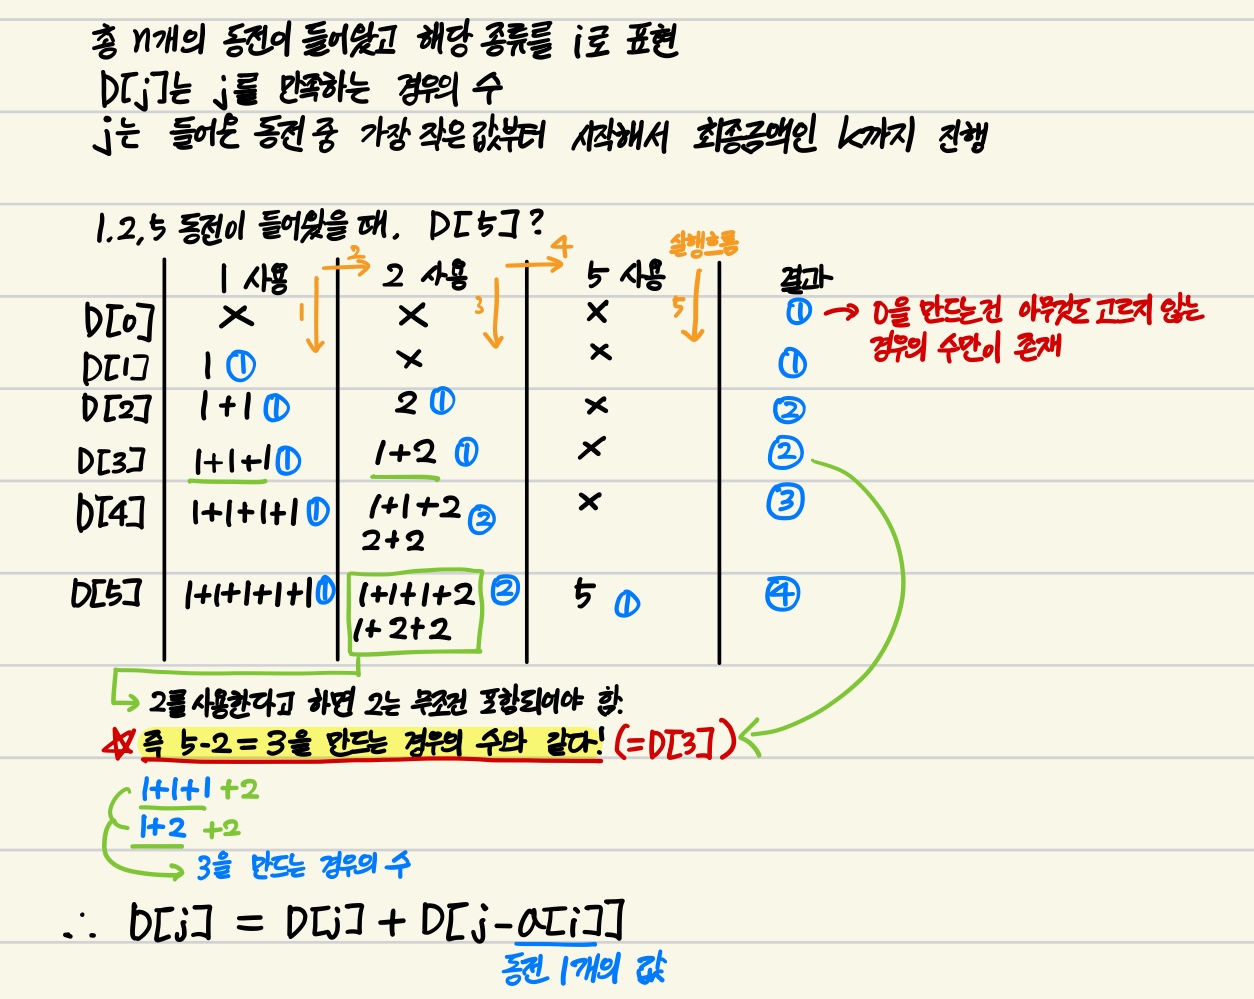 총 n개의 동전이 들어왔고 해당 종류를 i로 표현
D[j]는 j를 만족하는 경우의 수
j는 들어온 동전 중 가장 작은 값부터 시작해서 최종금액인 k까지 진행
1.2,5 동전이 들어왔을 때. D[5]?
1 사용 2 2 사용 4 5 사용 실행흐름 결과
D[0] × 1 × 3 × 5 ① → 0을 만드는건 아무것도 고르지 않는
경우의 수만이 존재
D[1] 1 ① × × ①
D[2] 1+1 ① 2 ① × ②
D[3] 1+1+1 ① 1+2 ① × ②
D[4] 1+1+1+1 ① 1+1+2 ② × ③
2+2
D[5] 1+1+1+1+1 ① 1+1+1+2 ② 5 ① ④
1+2+2
2를 사용한다고 하면 2는 무조건 포함되어야 함.
☆ 즉 5-2=3을 만드는 경우의 수와 같다! (=D[3])
1+1+1 +2
1+2 +2
3을 만드는 경우의 수
∴ D[j] = D[j] + D[j-a[i]]
동전 1개의 값